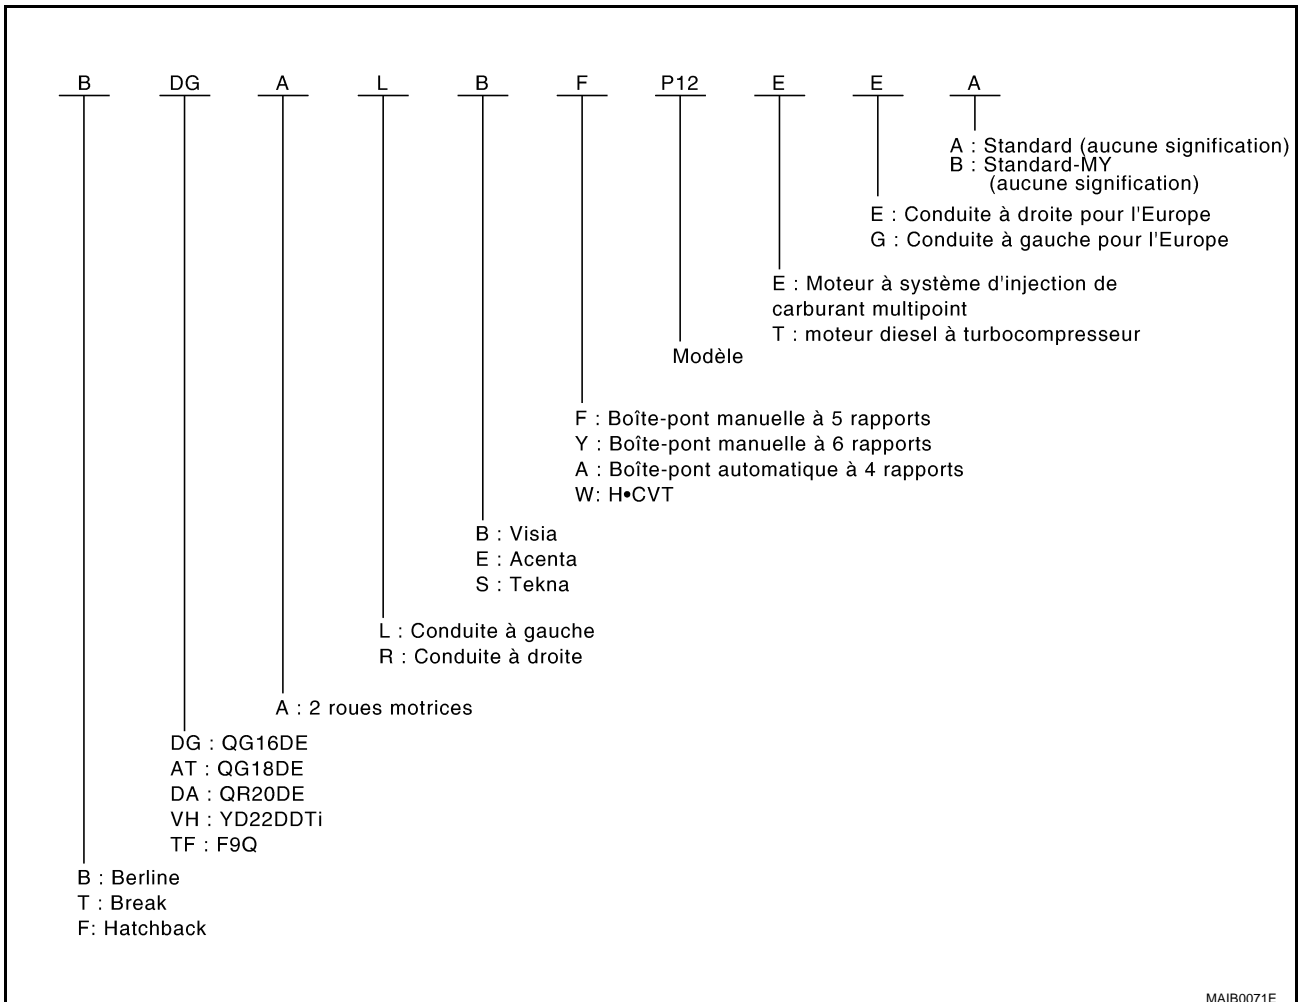 B DG A L B F P12 E E A
A : Standard (aucune signification)
B : Standard-MY
(aucune signification)
E : Conduite à droite pour l'Europe
G : Conduite à gauche pour l'Europe
E : Moteur à système d'injection de
carburant multipoint
T : moteur diesel à turbocompresseur
Modèle
F : Boîte-pont manuelle à 5 rapports
Y : Boîte-pont manuelle à 6 rapports
A : Boîte-pont automatique à 4 rapports
W: H•CVT
B : Visia
E : Acenta
S : Tekna
L : Conduite à gauche
R : Conduite à droite
A : 2 roues motrices
DG : QG16DE
AT : QG18DE
DA : QR20DE
VH : YD22DDTi
TF : F9Q
B : Berline
T : Break
F: Hatchback
MAIB0071E